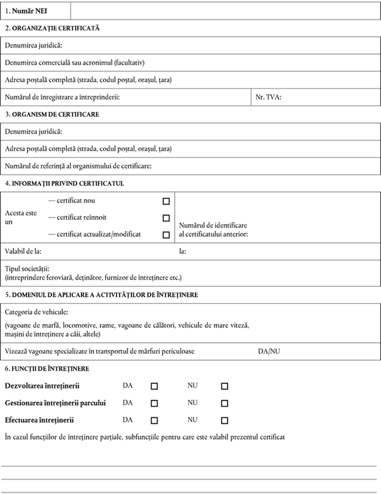 1. Număr NEI
2. ORGANIZAȚIE CERTIFICATĂ
Denumirea juridică:
Denumirea comercială sau acronimul (facultativ)
Adresa poștală completă (strada, codul poștal, orașul, țara)
Numărul de înregistrare a întreprinderii: Nr. TVA:
3. ORGANISM DE CERTIFICARE
Denumirea juridică:
Adresa poștală completă (strada, codul poștal, orașul, țara)
Numărul de referință al organismului de certificare:
4. INFORMAȚII PRIVIND CERTIFICATUL
Acesta este un
— certificat nou
— certificat reînnoit
— certificat actualizat/modificat
Numărul de identificare
al certificatului anterior:
Valabil de la: la:
Tipul societății:
(întreprindere feroviară, deținător, furnizor de întreținere etc.)
5. DOMENIUL DE APLICARE A ACTIVITĂȚILOR DE ÎNTREȚINERE
Categoria de vehicule:
(vagoane de marfă, locomotive, rame, vagoane de călători, vehicule de mare viteză,
mașini de întreținere a căii, altele)
Vizează vagoane specializate în transportul de mărfuri periculoase DA/NU
6. FUNCȚII DE ÎNTREȚINERE
Dezvoltarea întreținerii DA NU
Gestionarea întreținerii parcului DA NU
Efectuarea întreținerii DA NU
În cazul funcțiilor de întreținere parțiale, subfuncțiile pentru care este valabil prezentul certificat